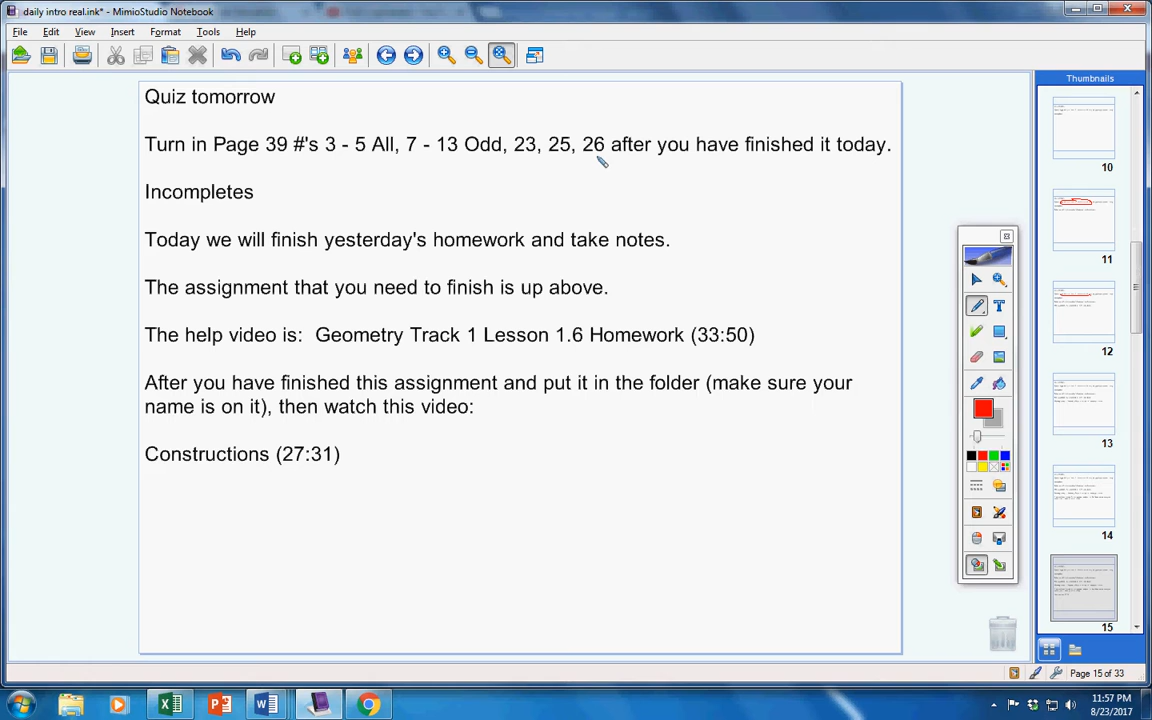 daily intro real.ink* - MimioStudio Notebook
File Edit View Insert Format Tools Help
Quiz tomorrow
Turn in Page 39 #'s 3 - 5 All, 7 - 13 Odd, 23, 25, 26 after you have finished it today.
Incompletes
Today we will finish yesterday's homework and take notes.
The assignment that you need to finish is up above.
The help video is:  Geometry Track 1 Lesson 1.6 Homework (33:50)
After you have finished this assignment and put it in the folder (make sure your
name is on it), then watch this video:
Constructions (27:31)
Thumbnails
10
11
12
13
14
15
Page 15 of 33
11:57 PM
8/23/2017